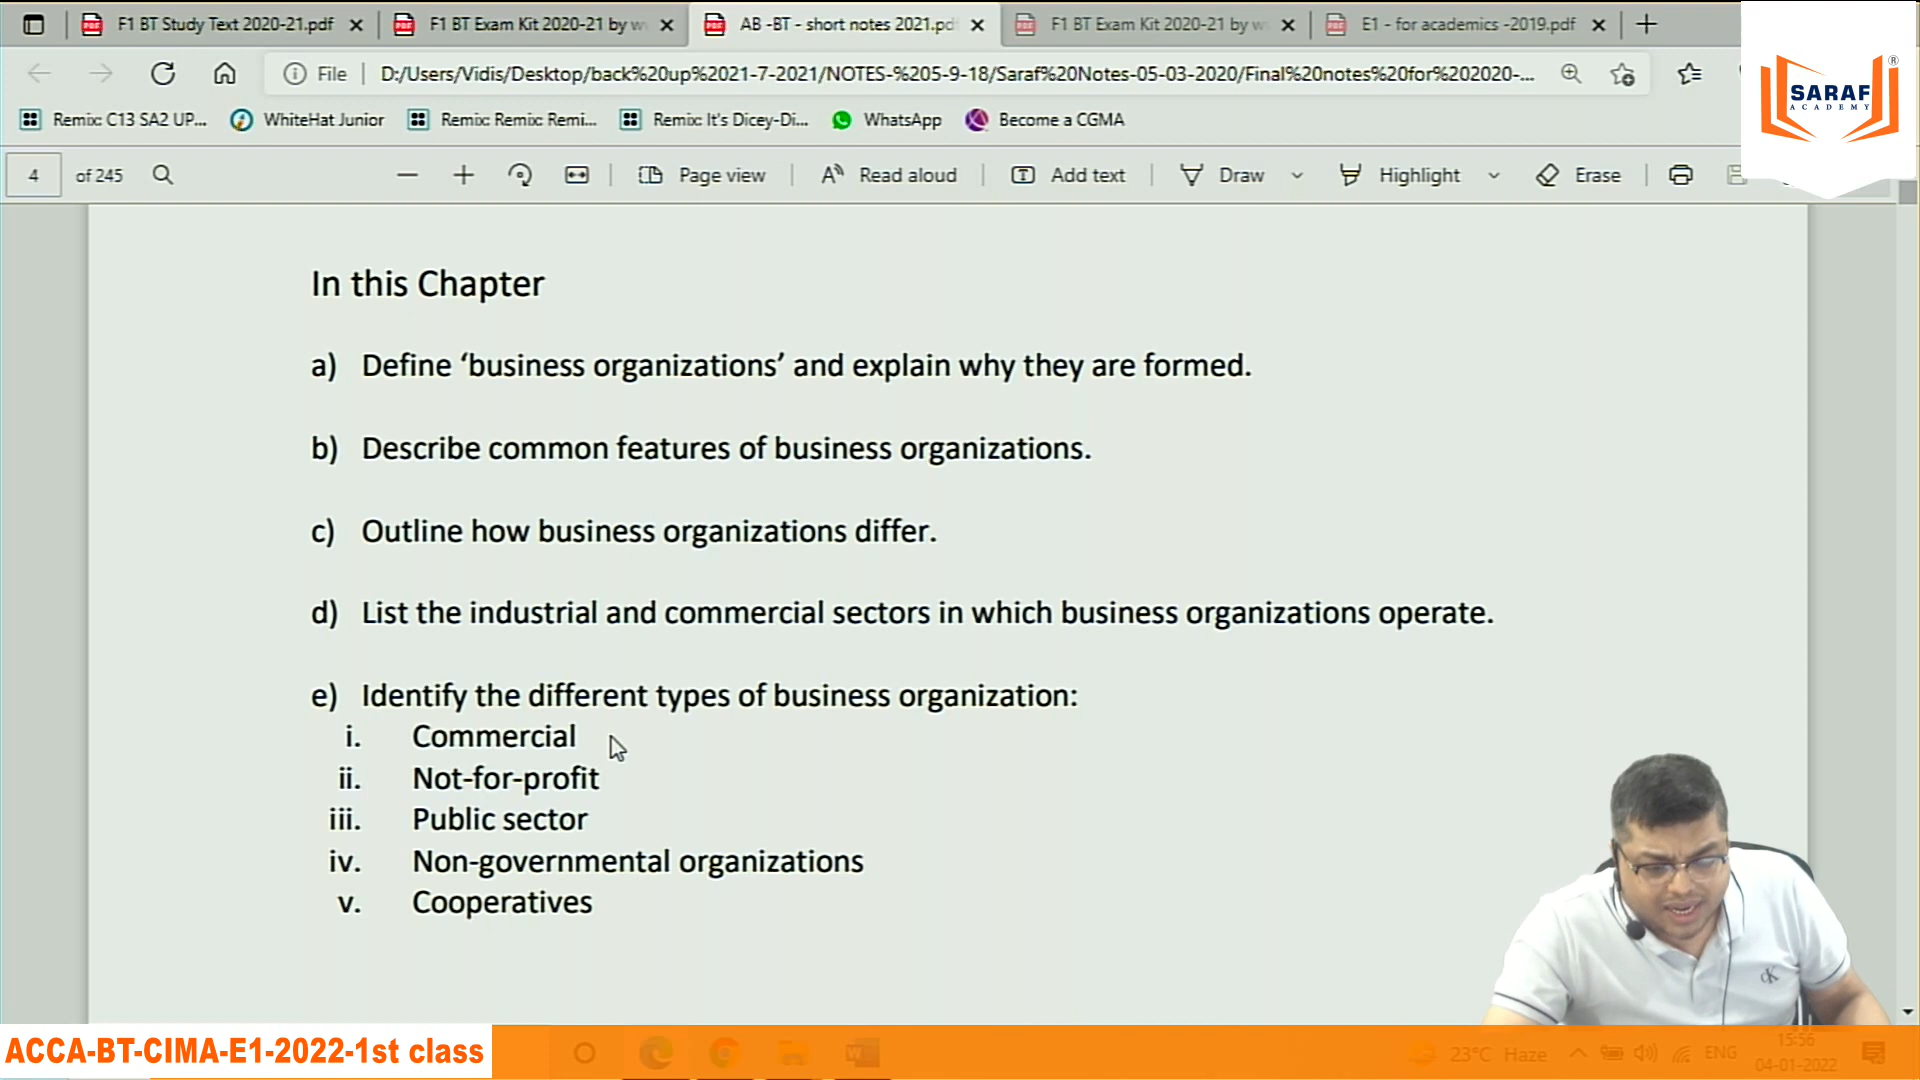 F1 BT Study Text 2020-21.pdf
F1 BT Exam Kit 2020-21 by w
AB -BT - short notes 2021.pd
F1 BT Exam Kit 2020-21 by w
E1 - for academics -2019.pdf
File
D:/Users/Vidis/Desktop/back%20up%2021-7-2021/NOTES-%205-9-18/Saraf%20Notes-05-03-2020/Final%20notes%20for%202020-...
SARAF
ACADEMY
®
Remix: C13 SA2 UP...
WhiteHat Junior
Remix: Remix: Remi...
Remix: It's Dicey-Di...
WhatsApp
Become a CGMA
4 of 245
Page view
Read aloud
Add text
Draw
Highlight
Erase
In this Chapter
a) Define ‘business organizations’ and explain why they are formed.
b) Describe common features of business organizations.
c) Outline how business organizations differ.
d) List the industrial and commercial sectors in which business organizations operate.
e) Identify the different types of business organization:
i. Commercial
ii. Not-for-profit
iii. Public sector
iv. Non-governmental organizations
v. Cooperatives
CK
ACCA-BT-CIMA-E1-2022-1st class
23°C Haze
ENG
15:56
04-01-2022